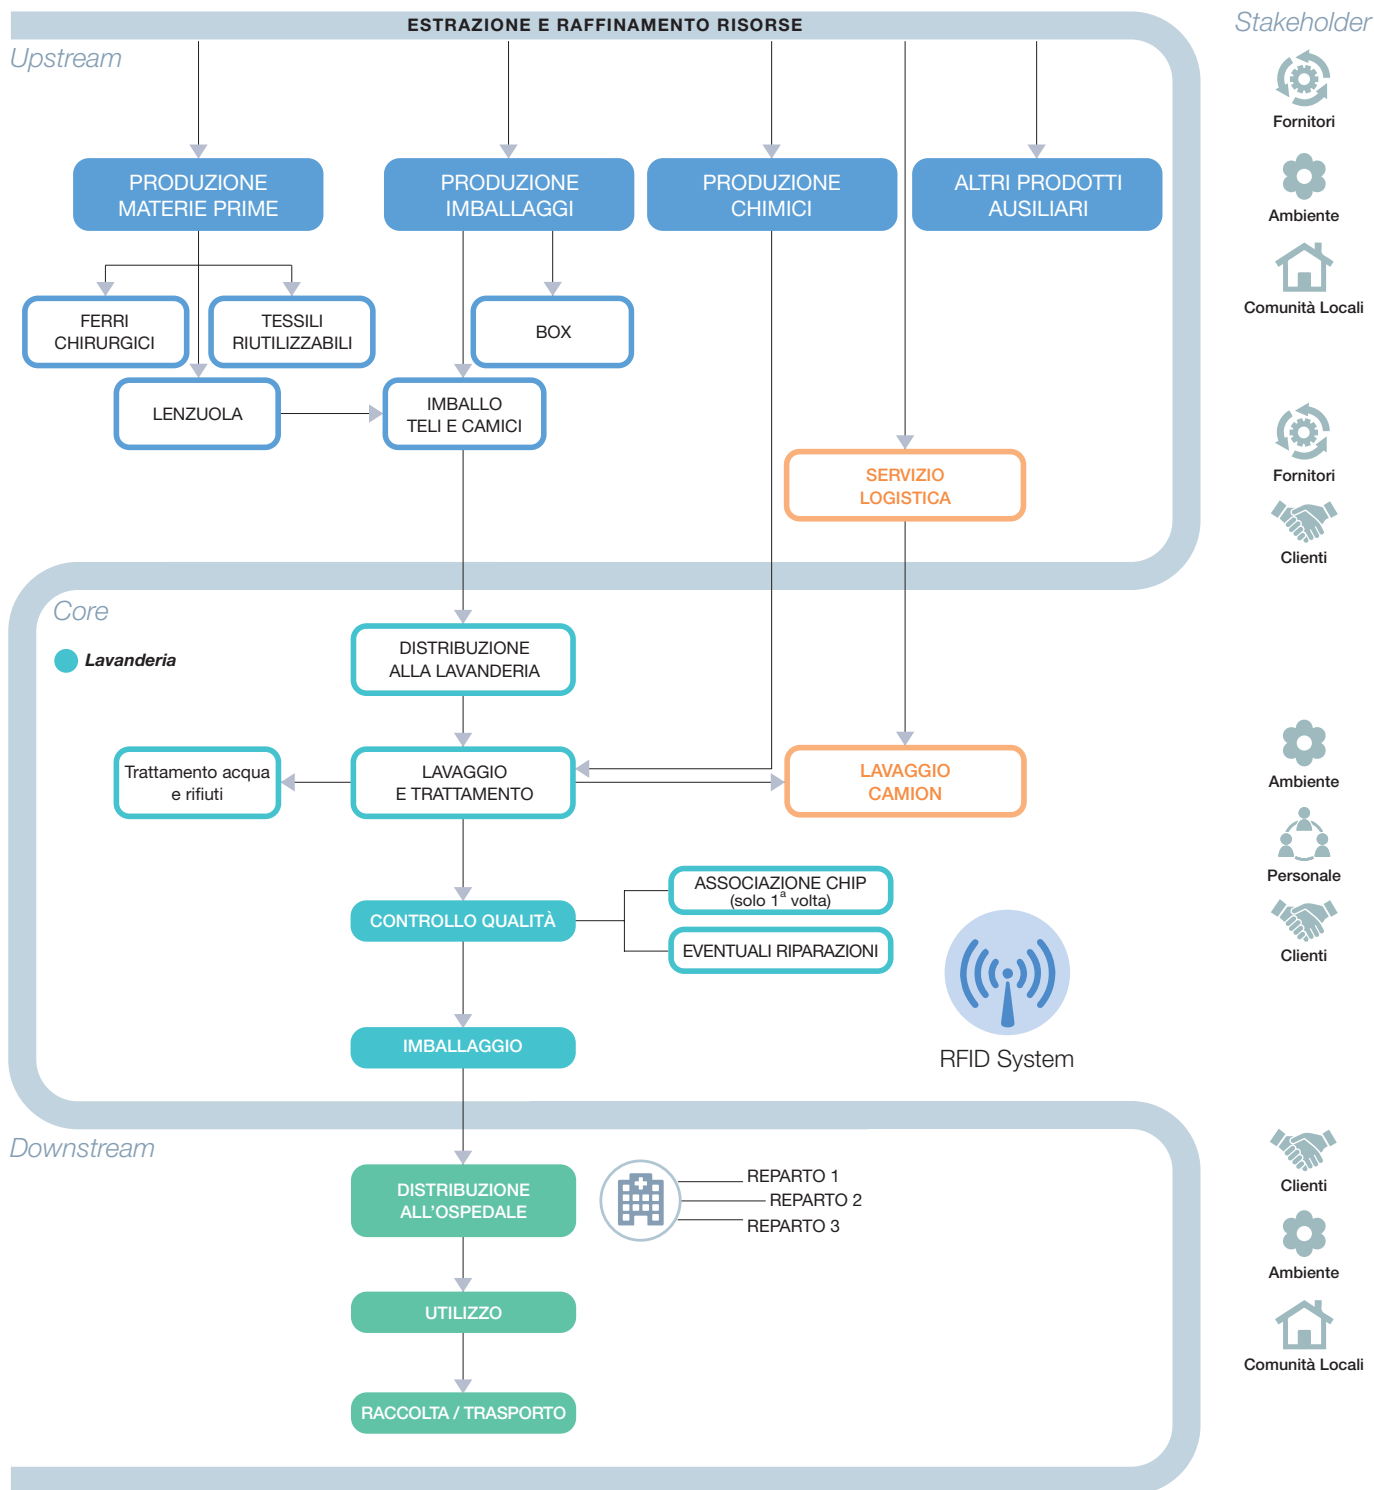 ESTRAZIONE E RAFFINAMENTO RISORSE
Stakeholder
Upstream
Fornitori
PRODUZIONE
MATERIE PRIME
PRODUZIONE
IMBALLAGGI
PRODUZIONE
CHIMICI
ALTRI PRODOTTI
AUSILIARI
Ambiente
Comunità Locali
FERRI
CHIRURGICI
TESSILI
RIUTILIZZABILI
BOX
LENZUOLA
IMBALLO
TELI E CAMICI
SERVIZIO
LOGISTICA
Fornitori
Clienti
Core
Lavanderia
DISTRIBUZIONE
ALLA LAVANDERIA
Trattamento acqua
e rifiuti
LAVAGGIO
E TRATTAMENTO
LAVAGGIO
CAMION
Ambiente
Personale
CONTROLLO QUALITÀ
ASSOCIAZIONE CHIP
(solo 1ª volta)
EVENTUALI RIPARAZIONI
Clienti
IMBALLAGGIO
RFID System
Downstream
DISTRIBUZIONE
ALL'OSPEDALE
REPARTO 1
REPARTO 2
REPARTO 3
Clienti
Ambiente
UTILIZZO
Comunità Locali
RACCOLTA / TRASPORTO